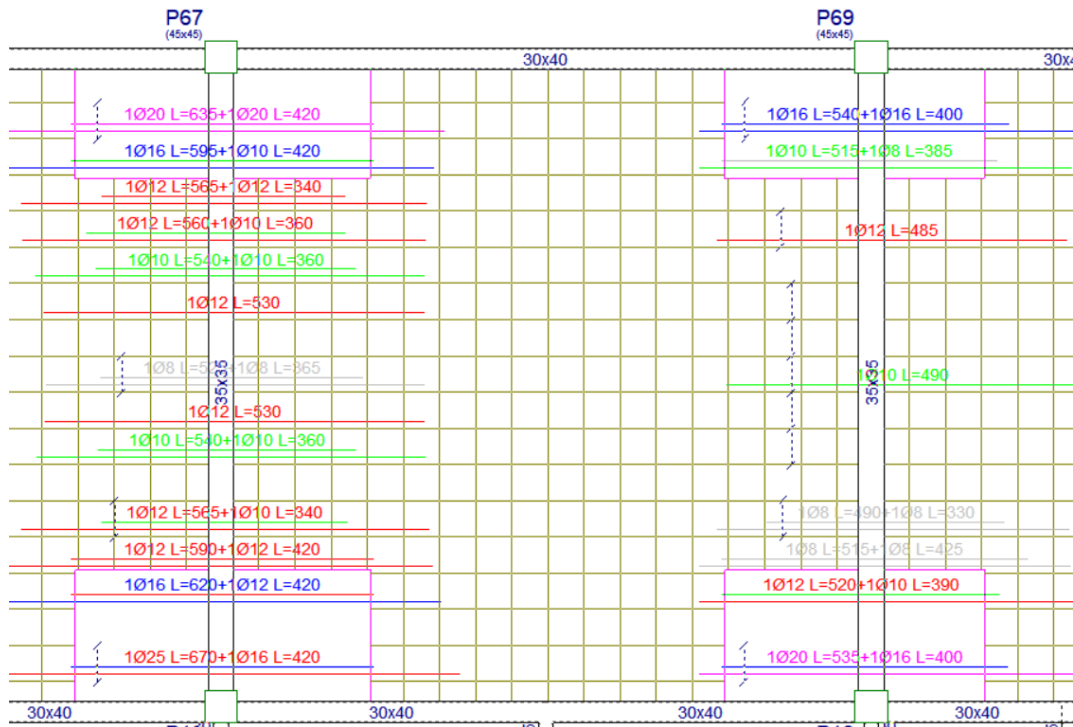 P67
(45x45)
P69
(45x45)
30x40
1Ø20 L=635+1Ø20 L=420
1Ø16 L=540+1Ø16 L=400
1Ø16 L=595+1Ø10 L=420
1Ø10 L=515+1Ø8 L=385
1Ø12 L=565+1Ø12 L=340
1Ø12 L=560+1Ø10 L=360
1Ø12 L=485
1Ø10 L=540+1Ø10 L=360
1Ø12 L=530
1Ø8 L=365
35x35
35x35
1Ø10 L=490
1Ø12 L=530
1Ø10 L=540+1Ø10 L=360
1Ø12 L=565+1Ø10 L=340
1Ø8 L=490+1Ø8 L=330
1Ø12 L=590+1Ø12 L=420
1Ø8 L=515+1Ø8 L=425
1Ø16 L=620+1Ø12 L=420
1Ø12 L=520+1Ø10 L=390
1Ø25 L=670+1Ø16 L=420
1Ø20 L=535+1Ø16 L=400
30x40
30x40
30x40
30x40